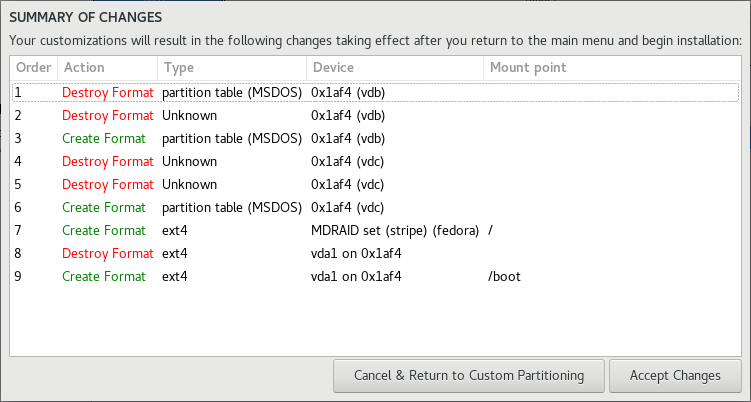 SUMMARY OF CHANGES
Your customizations will result in the following changes taking effect after you return to the main menu and begin installation:
Order Action Type Device Mount point
1 Destroy Format partition table (MSDOS) 0x1af4 (vdb)
2 Destroy Format Unknown 0x1af4 (vdb)
3 Create Format partition table (MSDOS) 0x1af4 (vdb)
4 Destroy Format Unknown 0x1af4 (vdc)
5 Destroy Format Unknown 0x1af4 (vdc)
6 Create Format partition table (MSDOS) 0x1af4 (vdc)
7 Create Format ext4 MDRAID set (stripe) (fedora) /
8 Destroy Format ext4 vda1 on 0x1af4
9 Create Format ext4 vda1 on 0x1af4 /boot
Cancel & Return to Custom Partitioning Accept Changes